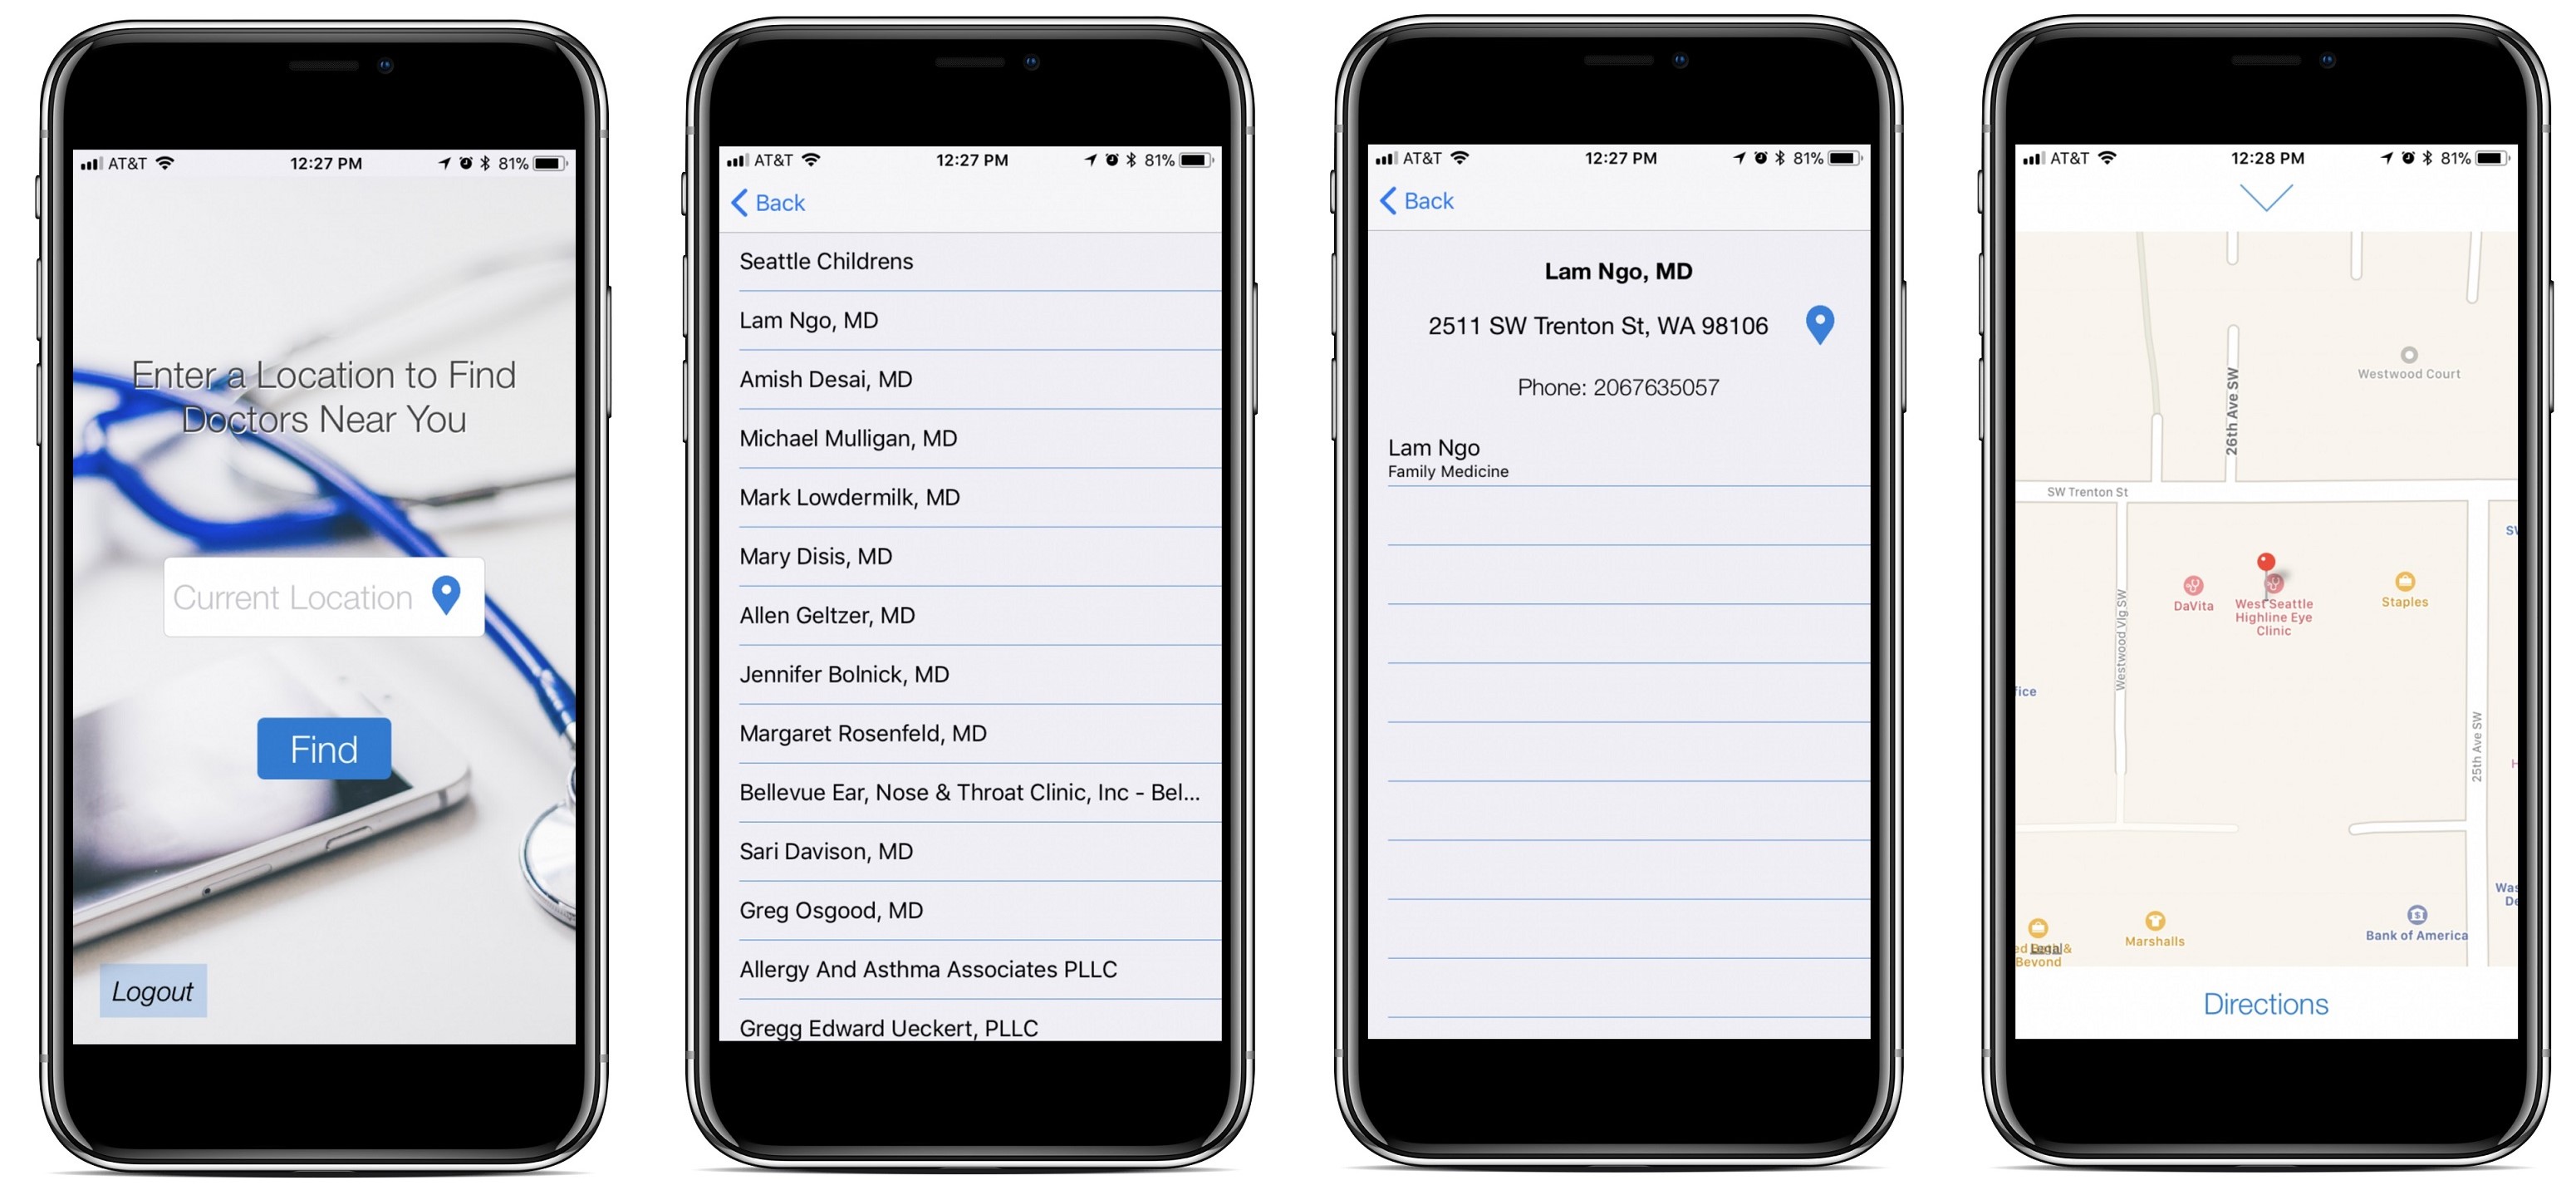 AT&T 12:27 PM 81%
Enter a Location to Find
Doctors Near You
Current Location
Find
Logout
AT&T 12:27 PM 81%
Back
Seattle Childrens
Lam Ngo, MD
Amish Desai, MD
Michael Mulligan, MD
Mark Lowdermilk, MD
Mary Disis, MD
Allen Geltzer, MD
Jennifer Bolnick, MD
Margaret Rosenfeld, MD
Bellevue Ear, Nose & Throat Clinic, Inc - Bel...
Sari Davison, MD
Greg Osgood, MD
Allergy And Asthma Associates PLLC
Gregg Edward Ueckert, PLLC
AT&T 12:27 PM 81%
Back
Lam Ngo, MD
2511 SW Trenton St, WA 98106
Phone: 2067635057
Lam Ngo
Family Medicine
AT&T 12:28 PM 81%
Westwood Court
26th Ave SW
SW Trenton St
SW
DaVita
West Seattle
Highline Eye
Clinic
Staples
Westwood Vlg SW
fice
25th Ave SW
H
Was
De
Marshalls
Bank of America
Legal
&
Beyond
Directions